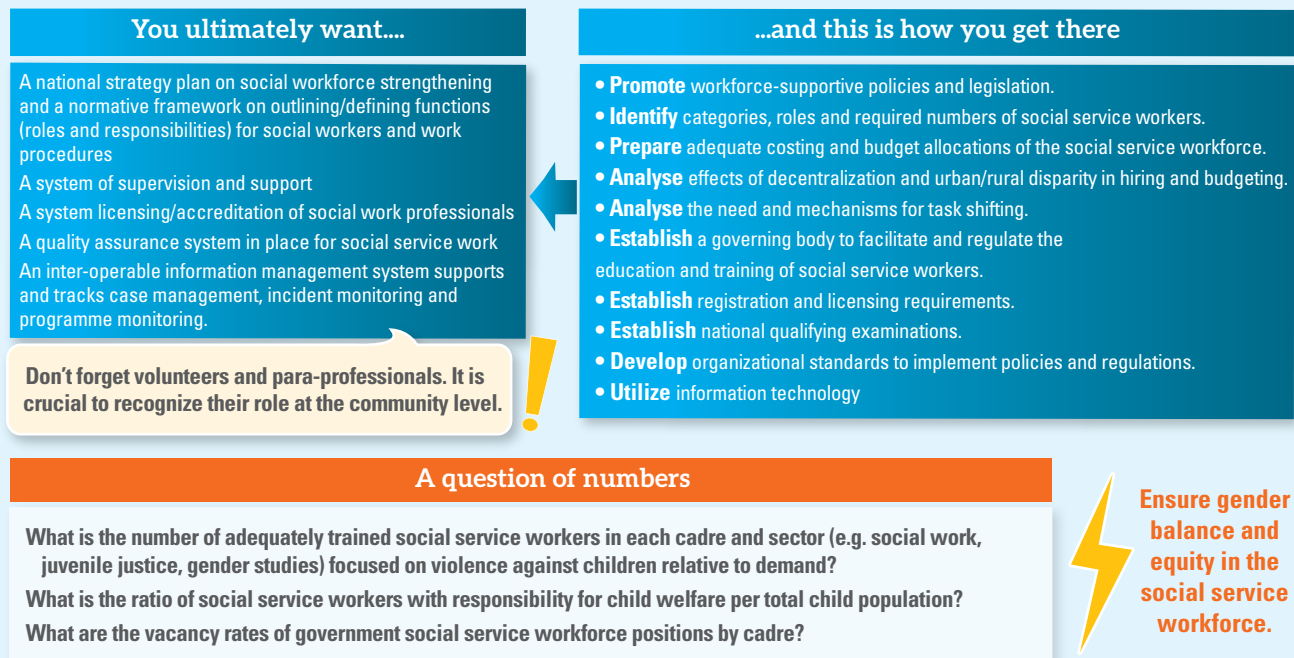 You ultimately want....
A national strategy plan on social workforce strengthening
and a normative framework on outlining/defining functions
(roles and responsibilities) for social workers and work
procedures
A system of supervision and support
A system licensing/accreditation of social work professionals
A quality assurance system in place for social service work
An inter-operable information management system supports
and tracks case management, incident monitoring and
programme monitoring.
Don't forget volunteers and para-professionals. It is
crucial to recognize their role at the community level.
!
...and this is how you get there
• Promote workforce-supportive policies and legislation.
• Identify categories, roles and required numbers of social service workers.
• Prepare adequate costing and budget allocations of the social service workforce.
• Analyse effects of decentralization and urban/rural disparity in hiring and budgeting.
• Analyse the need and mechanisms for task shifting.
• Establish a governing body to facilitate and regulate the
education and training of social service workers.
• Establish registration and licensing requirements.
• Establish national qualifying examinations.
• Develop organizational standards to implement policies and regulations.
• Utilize information technology
A question of numbers
What is the number of adequately trained social service workers in each cadre and sector (e.g. social work,
juvenile justice, gender studies) focused on violence against children relative to demand?
What is the ratio of social service workers with responsibility for child welfare per total child population?
What are the vacancy rates of government social service workforce positions by cadre?
Ensure gender
balance and
equity in the
social service
workforce.